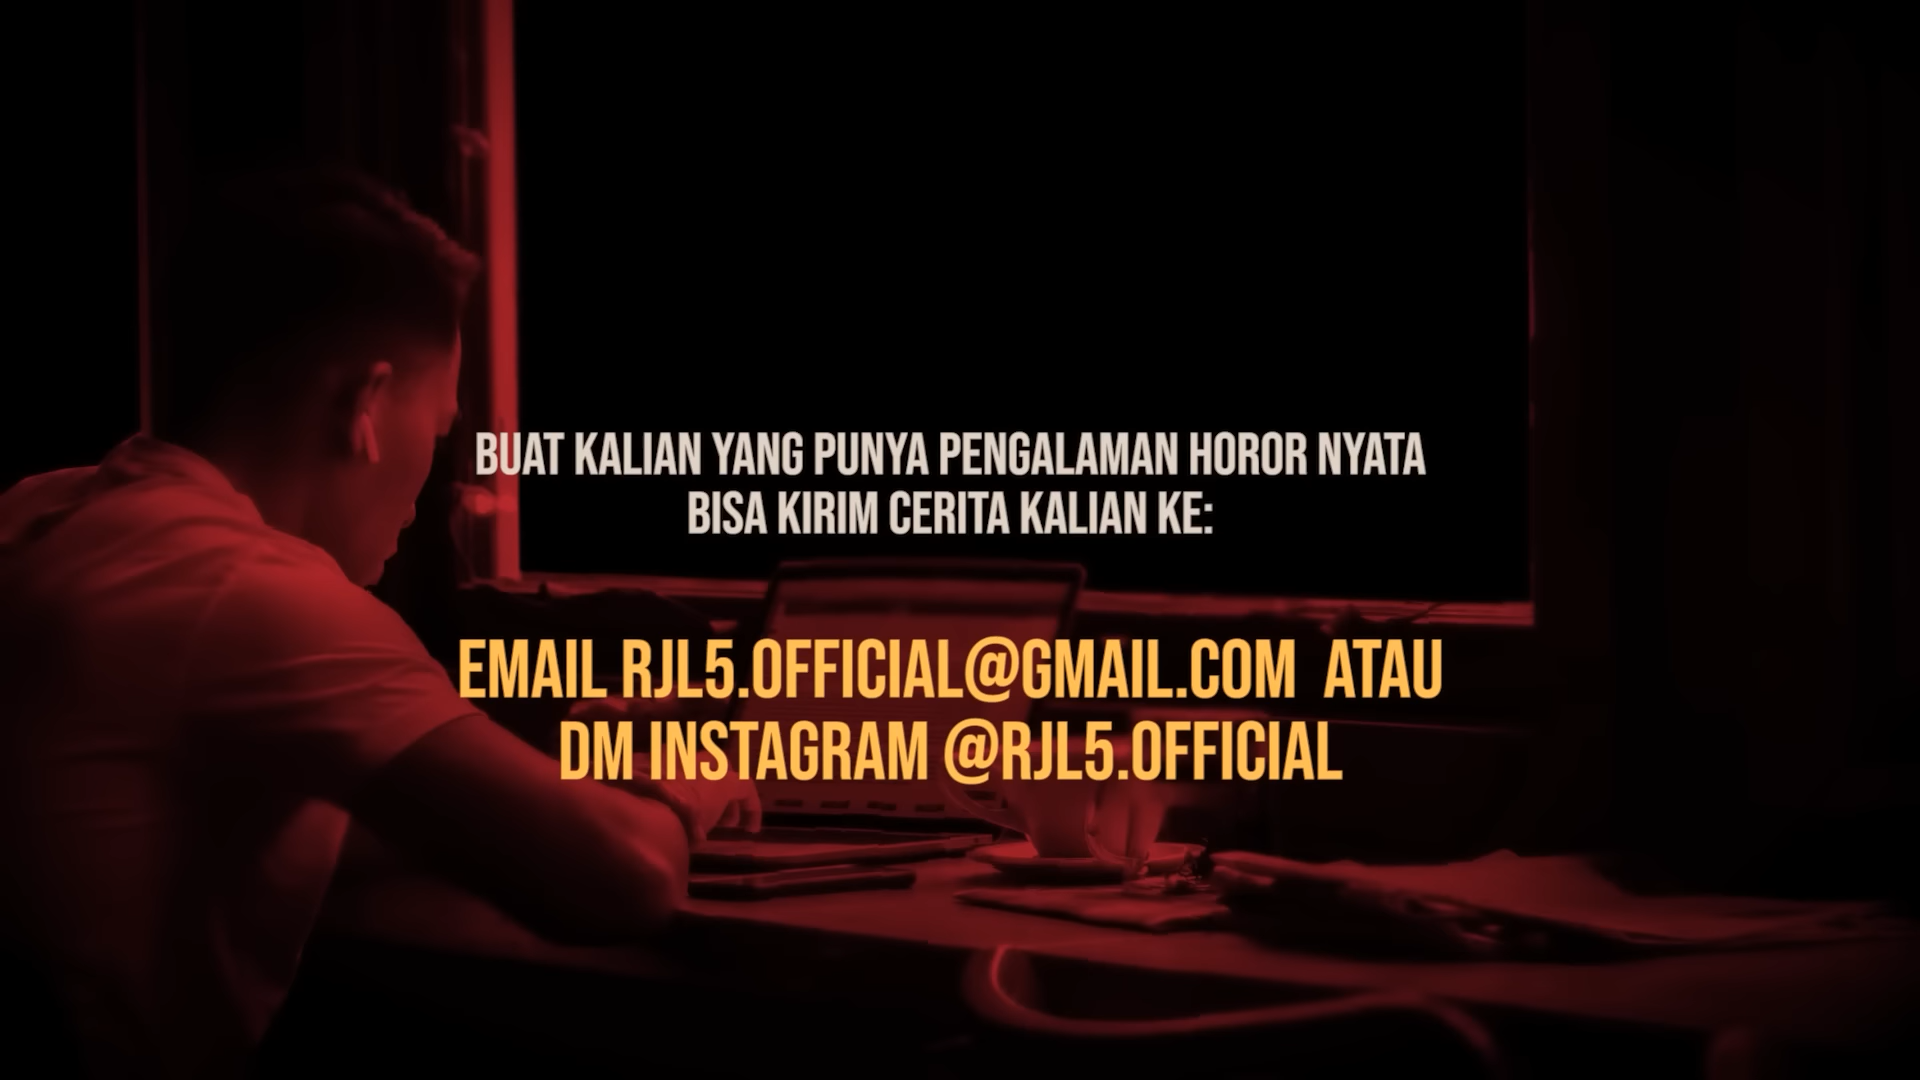 BUAT KALIAN YANG PUNYA PENGALAMAN HOROR NYATA
BISA KIRIM CERITA KALIAN KE:
EMAIL RJL5.OFFICIAL@GMAIL.COM ATAU
DM INSTAGRAM @RJL5.OFFICIAL